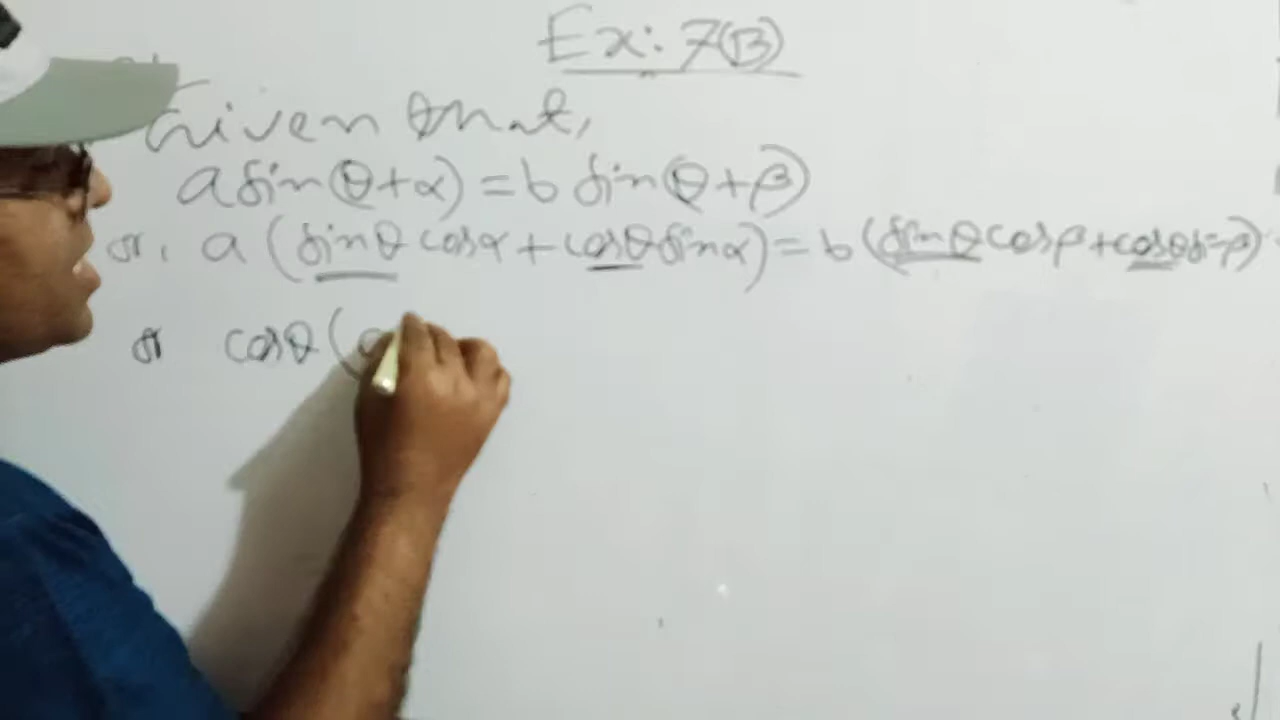 Ex: 7(B)
Given that,
a sin(θ+α) = b sin(θ+β)
or, a (sinθ cosα + cosθ sinα) = b (sinθ cosβ + cosθ sinβ)
or cosθ (a